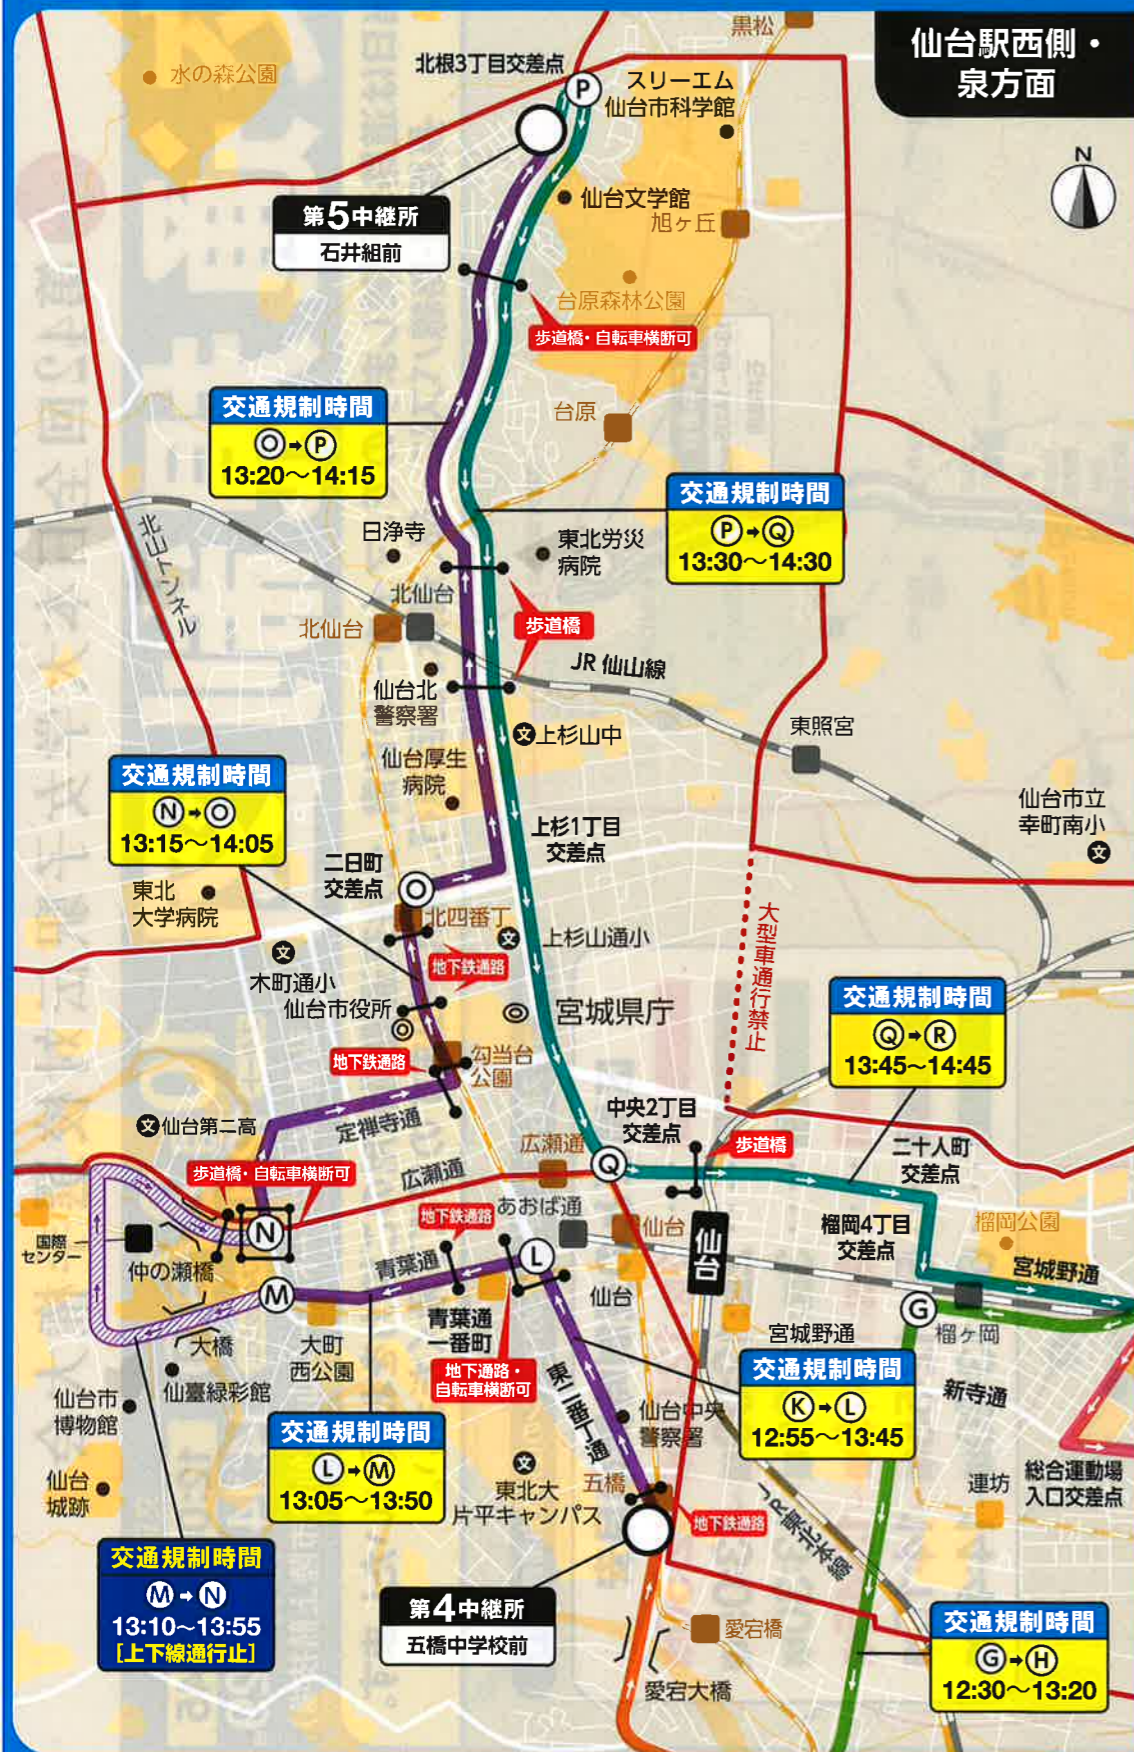 仙台駅西側・
泉方面
N
黒松
水の森公園
北根3丁目交差点
P
スリーエム
仙台市科学館
仙台文学館
旭ヶ丘
第5中継所
石井組前
台原森林公園
歩道橋・自転車横断可
交通規制時間
O→P
13:20〜14:15
台原
交通規制時間
P→Q
13:30〜14:30
北山トンネル
日浄寺
東北労災
病院
北仙台
北仙台
歩道橋
JR 仙山線
仙台北
警察署
上杉山中
東照宮
仙台厚生
病院
交通規制時間
N→O
13:15〜14:05
仙台市立
幸町南小
文
上杉1丁目
交差点
二日町
交差点
O
東北
大学病院
北四番丁
文
上杉山通小
大型車通行禁止
文
木町通小
地下鉄通路
仙台市役所
宮城県庁
交通規制時間
Q→R
13:45〜14:45
地下鉄通路
勾当台
公園
文仙台第二高
定禅寺通
中央2丁目
交差点
歩道橋
二十人町
交差点
広瀬通
Q
歩道橋・自転車横断可
広瀬通
あおば通
地下鉄通路
仙台
仙台
榴岡4丁目
交差点
榴岡公園
国際
センター
N
仲の瀬橋
青葉通
L
宮城野通
M
仙台
G
榴ヶ岡
大橋
大町
西公園
青葉通
一番町
宮城野通
仙臺緑彩館
地下通路・
自転車横断可
東二番丁通
交通規制時間
K→L
12:55〜13:45
新寺通
仙台市
博物館
仙台中央
警察署
交通規制時間
L→M
13:05〜13:50
仙台
城跡
文
東北大
片平キャンパス
五橋
連坊
総合運動場
入口交差点
地下鉄通路
JR東北本線
交通規制時間
M→N
13:10〜13:55
[上下線通行止]
第4中継所
五橋中学校前
愛宕橋
愛宕大橋
交通規制時間
G→H
12:30〜13:20